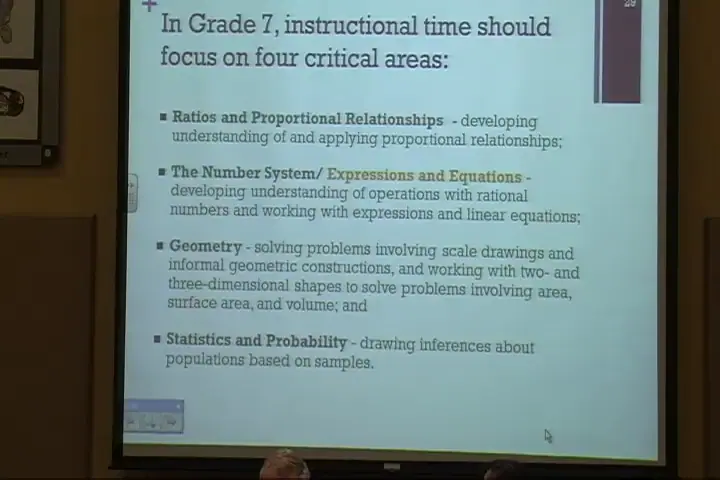 29
In Grade 7, instructional time should
focus on four critical areas:
Ratios and Proportional Relationships - developing
understanding of and applying proportional relationships;
The Number System/ Expressions and Equations -
developing understanding of operations with rational
numbers and working with expressions and linear equations;
Geometry - solving problems involving scale drawings and
informal geometric constructions, and working with two- and
three-dimensional shapes to solve problems involving area,
surface area, and volume; and
Statistics and Probability - drawing inferences about
populations based on samples.